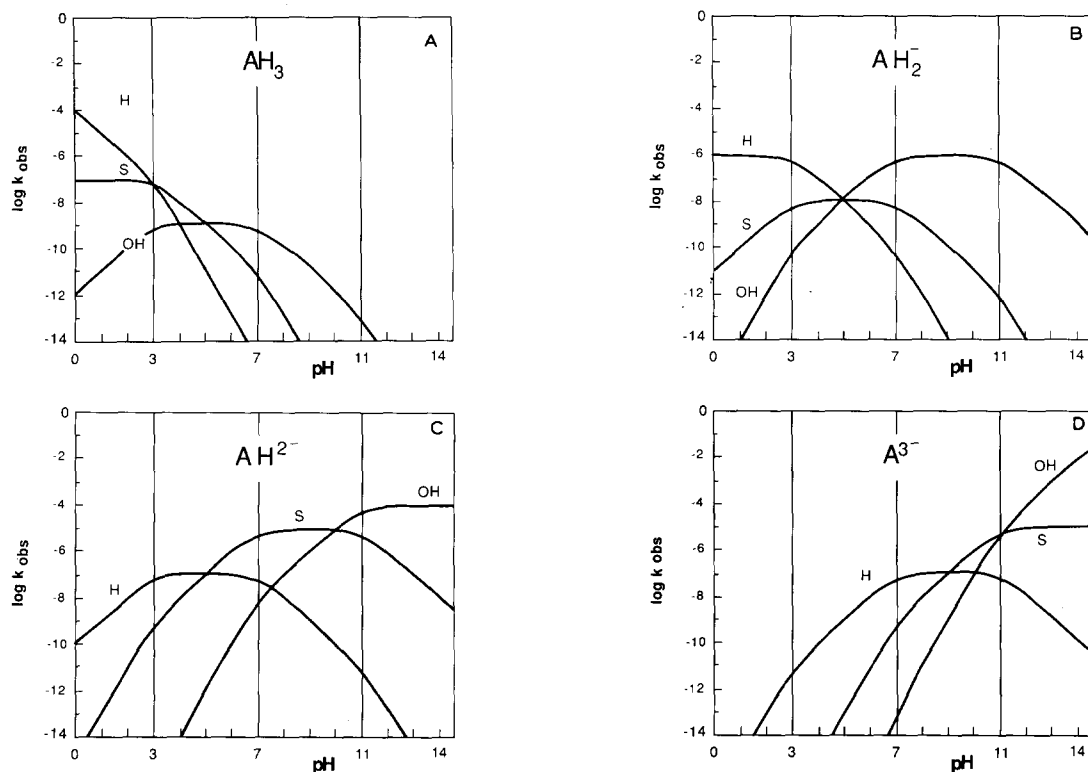 A
AH₃
0
-2
-4
-6
-8
-10
-12
-14
log k obs
H
S
OH
0 3 7 11 14
pH
B
AH₂⁻
0
-2
-4
-6
-8
-10
-12
-14
log k obs
H
S
OH
0 3 7 11 14
pH
C
AH²⁻
0
-2
-4
-6
-8
-10
-12
-14
log k obs
H
S
OH
0 3 7 11 14
pH
D
A³⁻
0
-2
-4
-6
-8
-10
-12
-14
log k obs
H
OH
S
0 3 7 11 14
pH